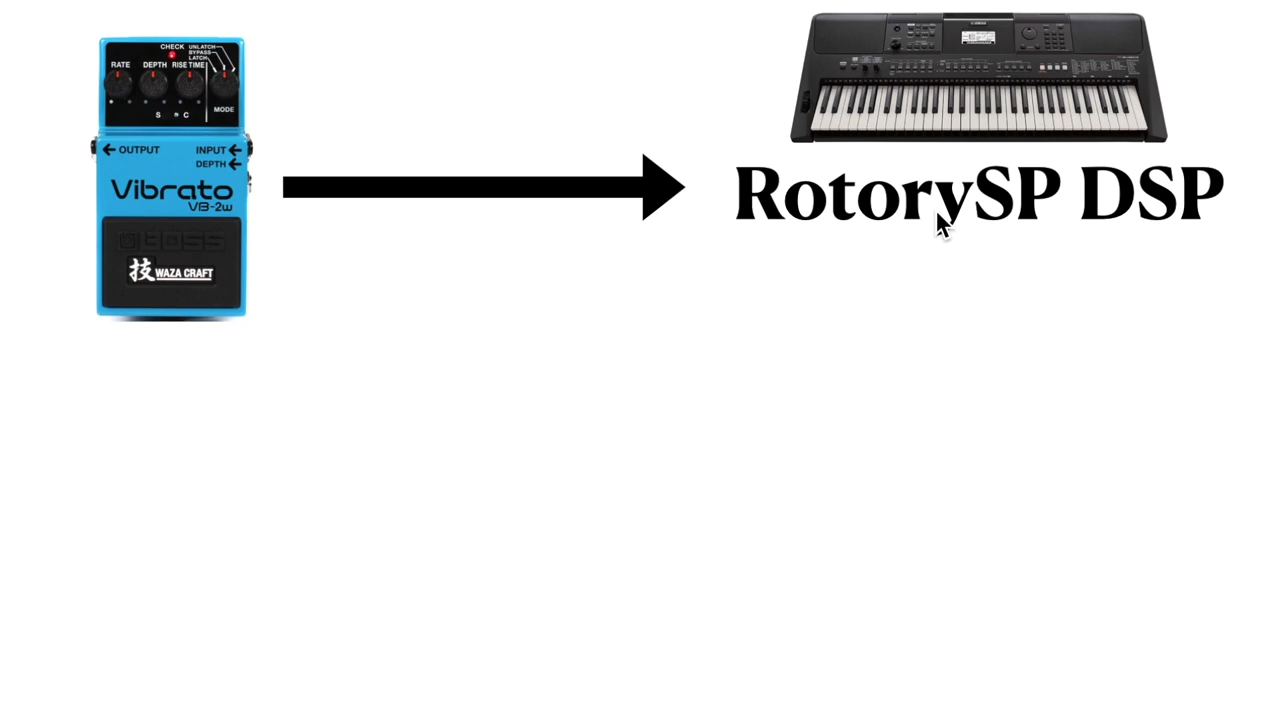 CHECK
UNLATCH
BYPASS
LATCH
RATE
DEPTH
RISE TIME
MODE
S C
OUTPUT
INPUT
DEPTH
Vibrato
VB-2w
BOSS
技 WAZA CRAFT
YAMAHA
RotorySP DSP